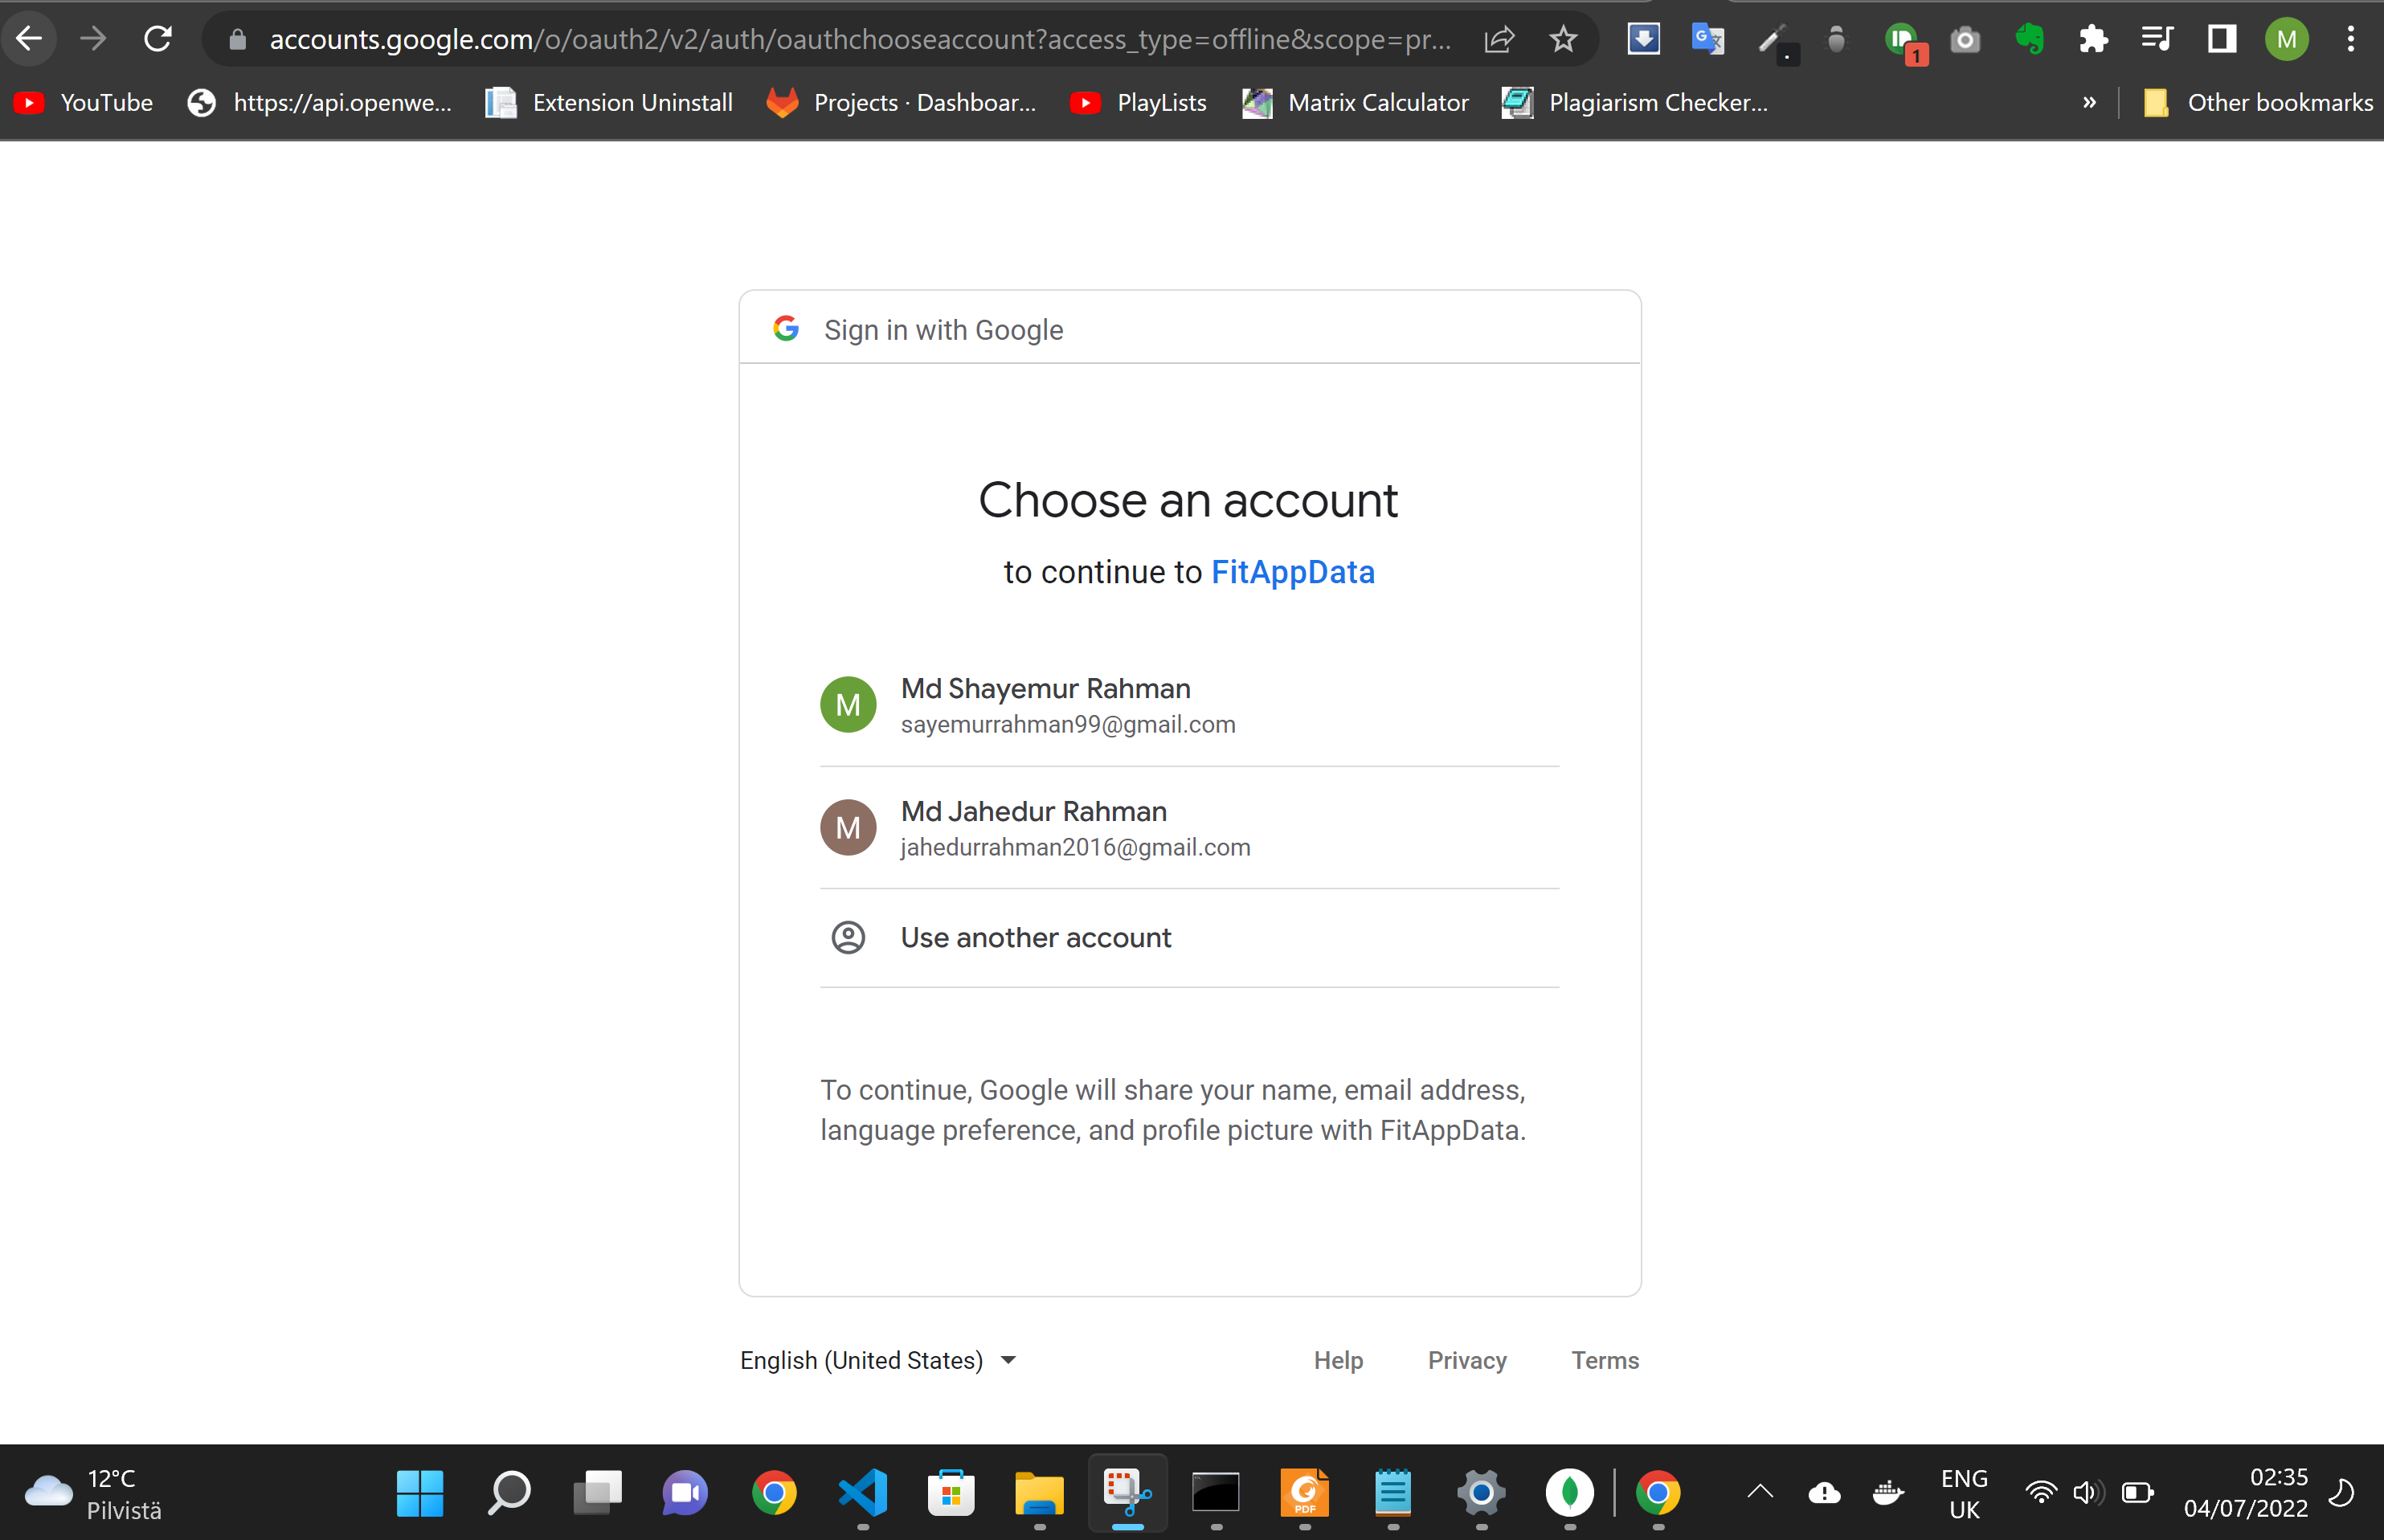 accounts.google.com/o/oauth2/v2/auth/oauthchooseaccount?access_type=offline&scope=pr...
1
M
YouTube
https://api.openwe...
Extension Uninstall
Projects · Dashboar...
PlayLists
Matrix Calculator
Plagiarism Checker...
»
Other bookmarks
Sign in with Google
Choose an account
to continue to FitAppData
M
Md Shayemur Rahman
sayemurrahman99@gmail.com
M
Md Jahedur Rahman
jahedurrahman2016@gmail.com
Use another account
To continue, Google will share your name, email address,
language preference, and profile picture with FitAppData.
English (United States)
Help
Privacy
Terms
12°C
Pilvistä
PDF
ENG
UK
02:35
04/07/2022